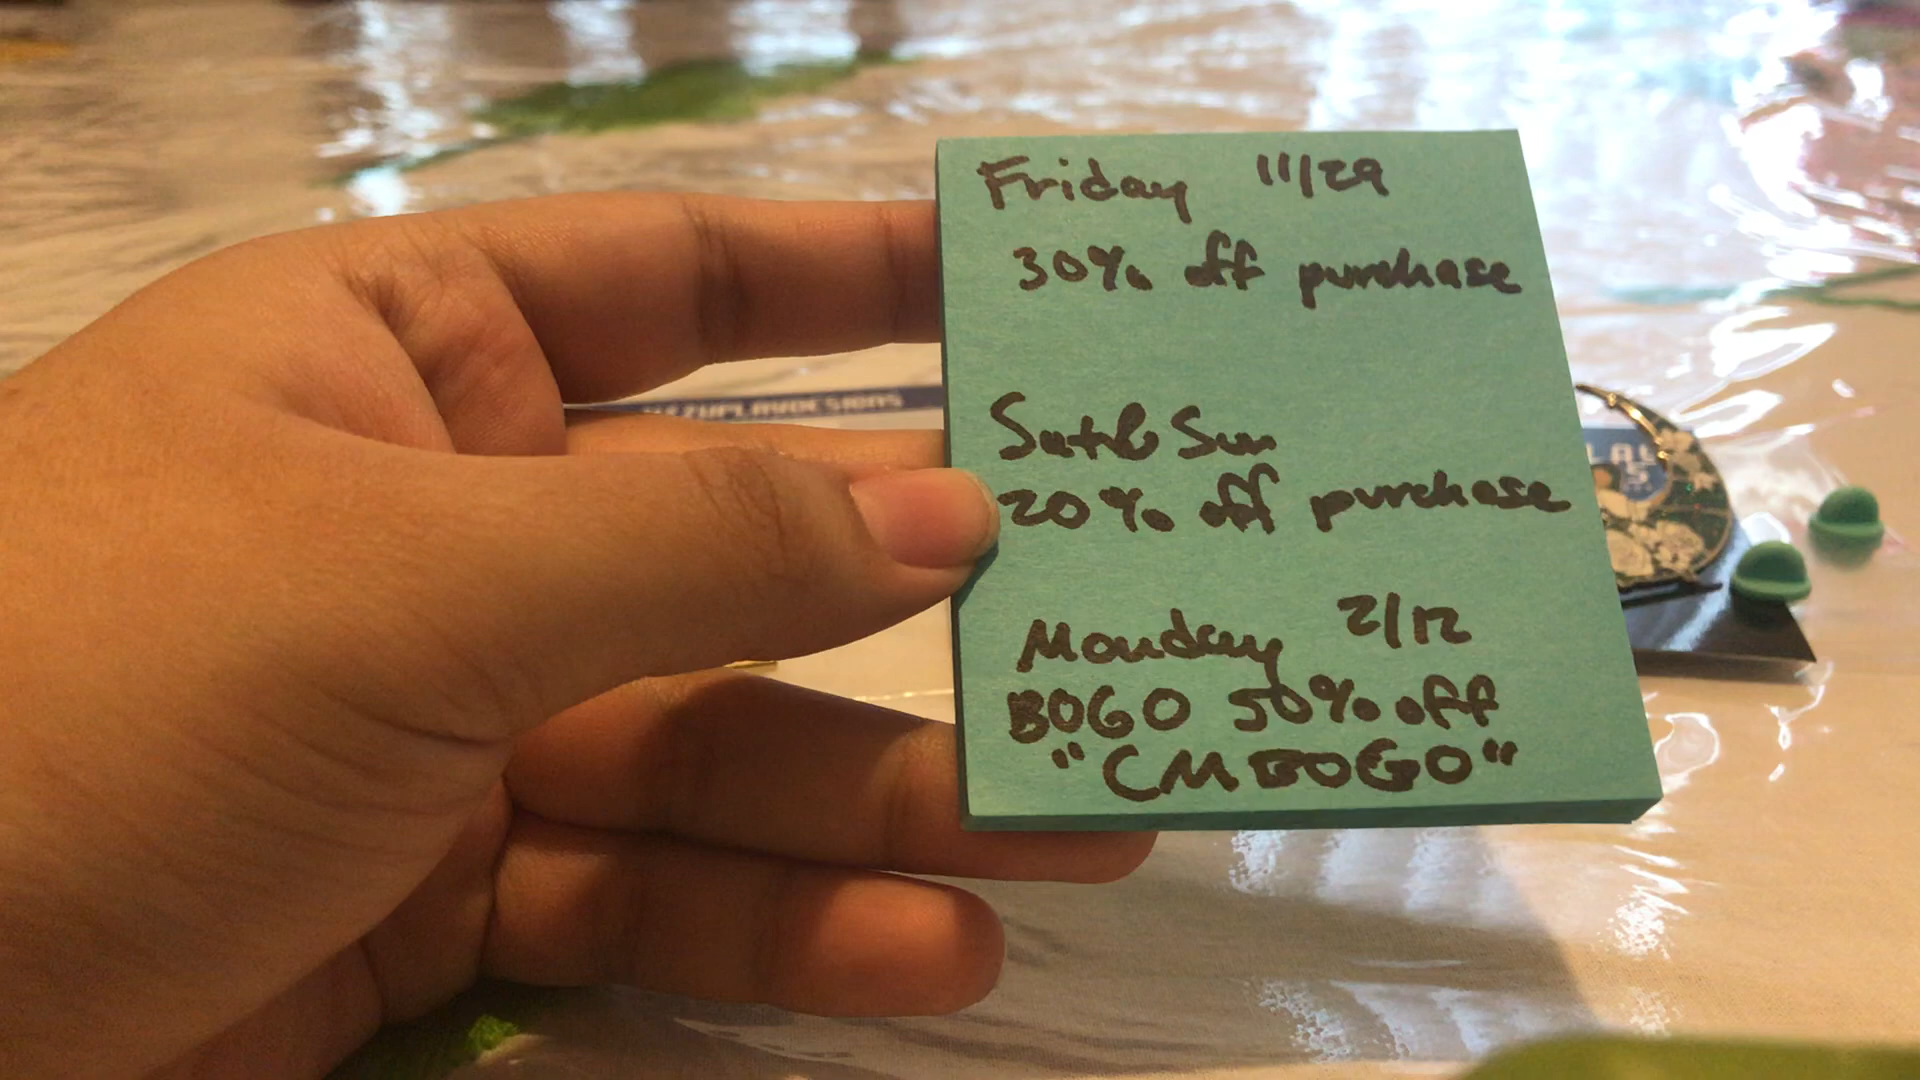 Friday 11/29
30% off purchase
Sat & Sun
20% off purchase
Monday 2/12
BOGO 50% off
"CMBOGO"